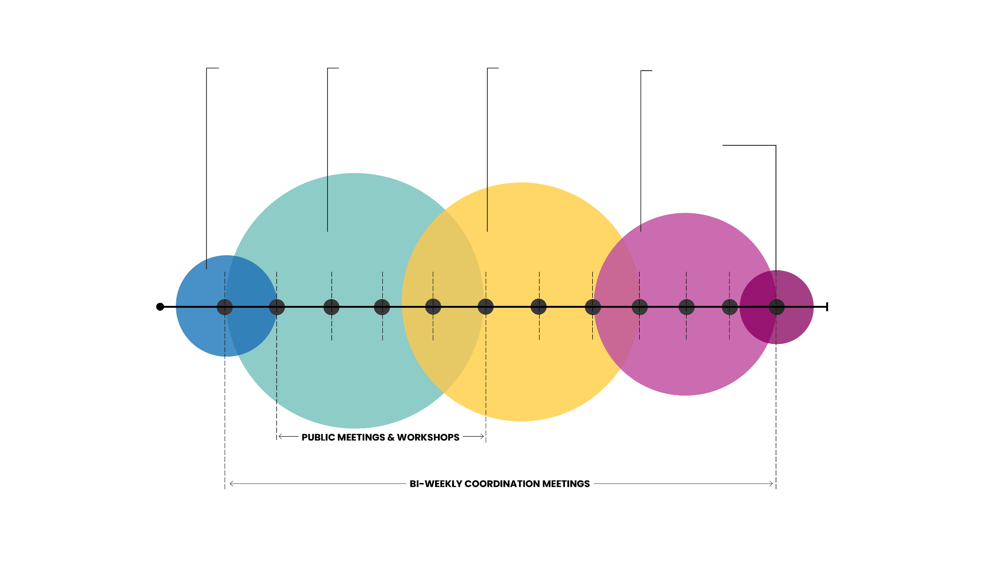 PUBLIC MEETINGS & WORKSHOPS
BI-WEEKLY COORDINATION MEETINGS